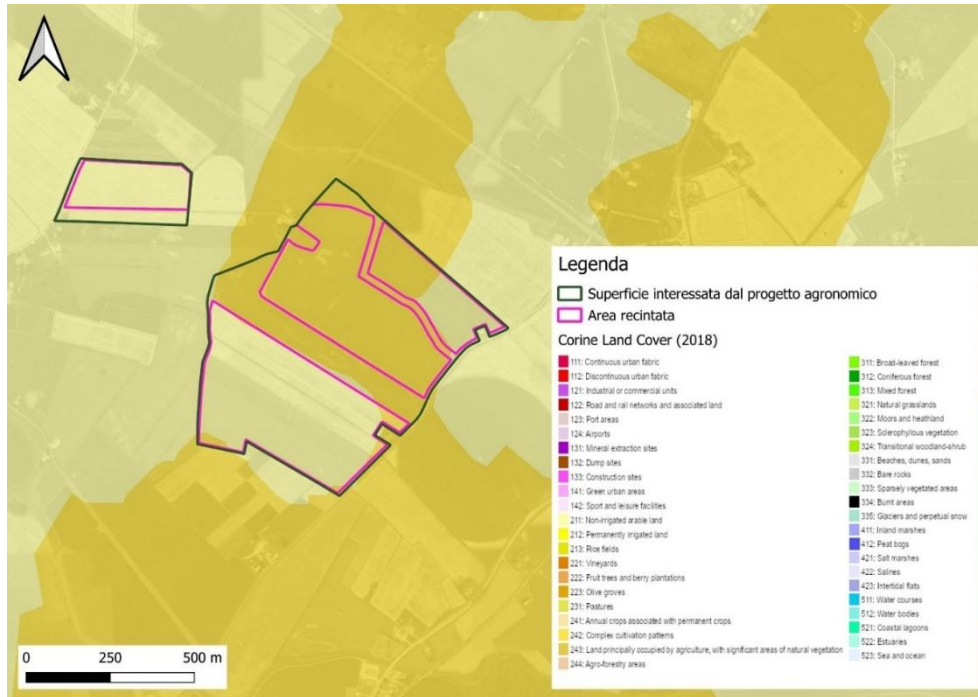 Legenda
Superficie interessata dal progetto agronomico
Area recintata
Corine Land Cover (2018)
111: Continuous urban fabric
112: Discontinuous urban fabric
121: Industrial or commercial units
122: Road and rail networks and associated land
123: Port areas
124: Airports
131: Mineral extraction sites
132: Dump sites
133: Construction sites
141: Green urban areas
142: Sport and leisure facilities
211: Non-irrigated arable land
212: Permanently irrigated land
213: Rice fields
221: Vineyards
222: Fruit trees and berry plantations
223: Olive groves
231: Pastures
241: Annual crops associated with permanent crops
242: Complex cultivation patterns
243: Land principally occupied by agriculture, with significant areas of natural vegetation
244: Agro-forestry areas
311: Broad-leaved forest
312: Coniferous forest
313: Mixed forest
321: Natural grasslands
322: Moors and heathland
323: Sclerophyllous vegetation
324: Transitional woodland-shrub
331: Beaches, dunes, sands
332: Bare rocks
333: Sparsely vegetated areas
334: Burnt areas
335: Glaciers and perpetual snow
411: Inland marshes
412: Peat bogs
421: Salt marshes
422: Salines
423: Intertidal flats
511: Water courses
512: Water bodies
521: Coastal lagoons
522: Estuaries
523: Sea and ocean
0 250 500 m